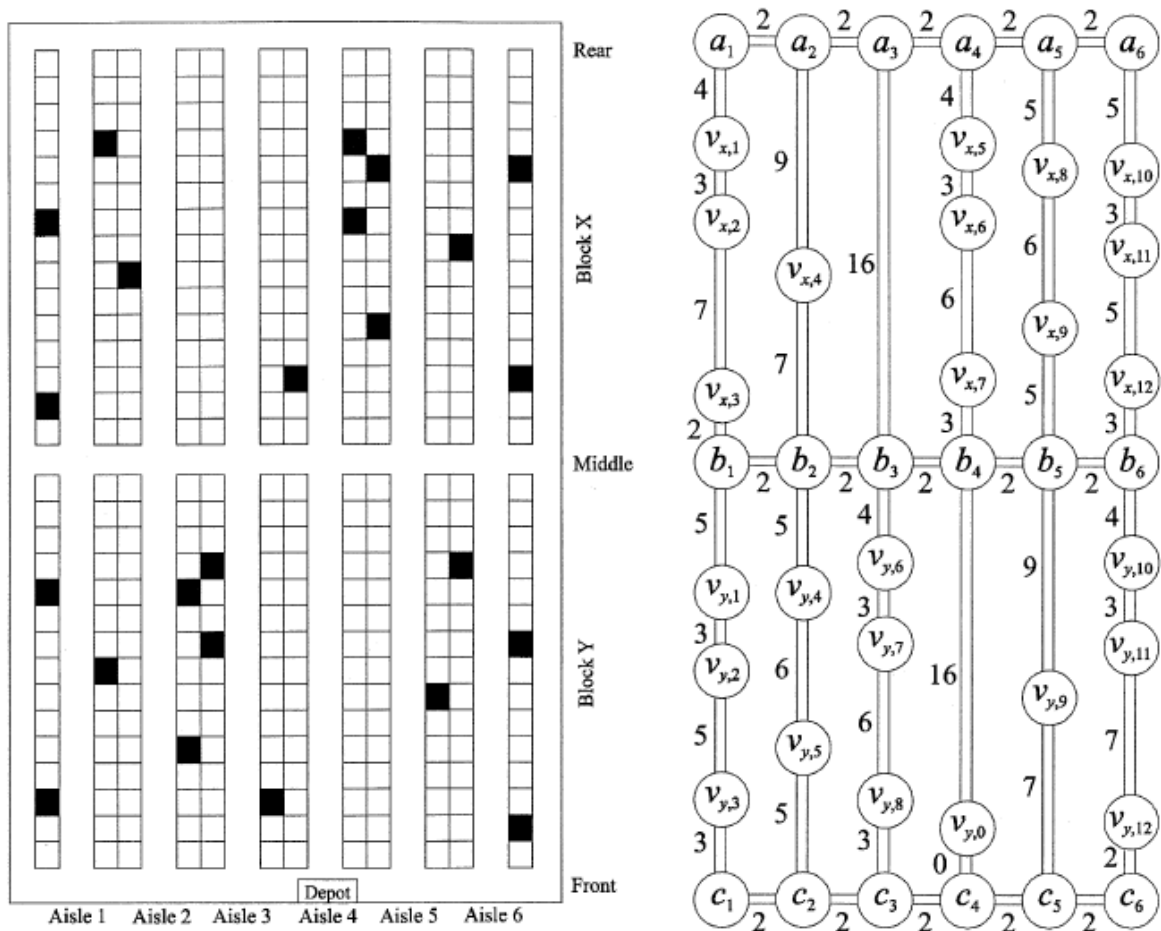 Rear
Block X
Middle
Block Y
Front
Depot
Aisle 1 Aisle 2 Aisle 3 Aisle 4 Aisle 5 Aisle 6
2 2 2 2 2
a1 a2 a3 a4 a5 a6
4 4 5 5
vx,1 vx,5
9
vx,8 vx,10
3 3 3
vx,2 vx,6
6 vx,11
16
vx,4
7 6 5
vx,9
7
vx,3 vx,7 vx,12
5
2 3 3
b1 b2 b3 b4 b5 b6
2 2 2 2 2
5 5 4 4
vy,6 9 vy,10
vy,1 vy,4
3 3 3
vy,7 vy,11
vy,2 6 16
vy,9
5 6 7
vy,5
vy,3 vy,8 7
vy,0 vy,12
3 5 3 0 2
c1 c2 c3 c4 c5 c6
2 2 2 2 2